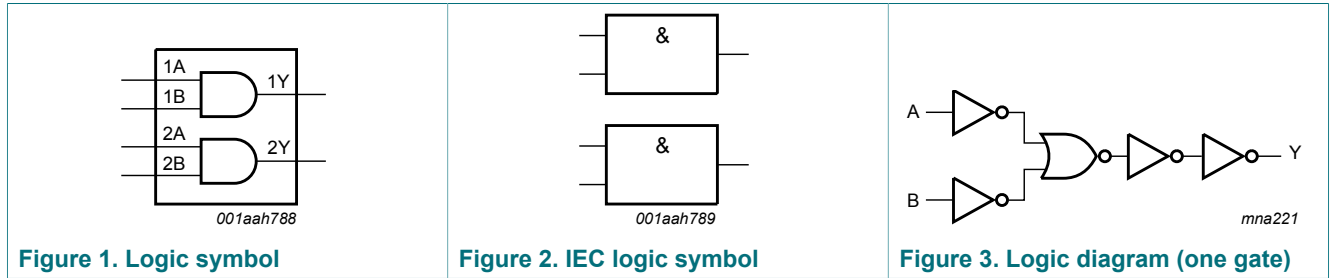 1A
1Y
1B
2A
2Y
2B
001aah788
Figure 1. Logic symbol
&
&
001aah789
Figure 2. IEC logic symbol
A
Y
B
mna221
Figure 3. Logic diagram (one gate)